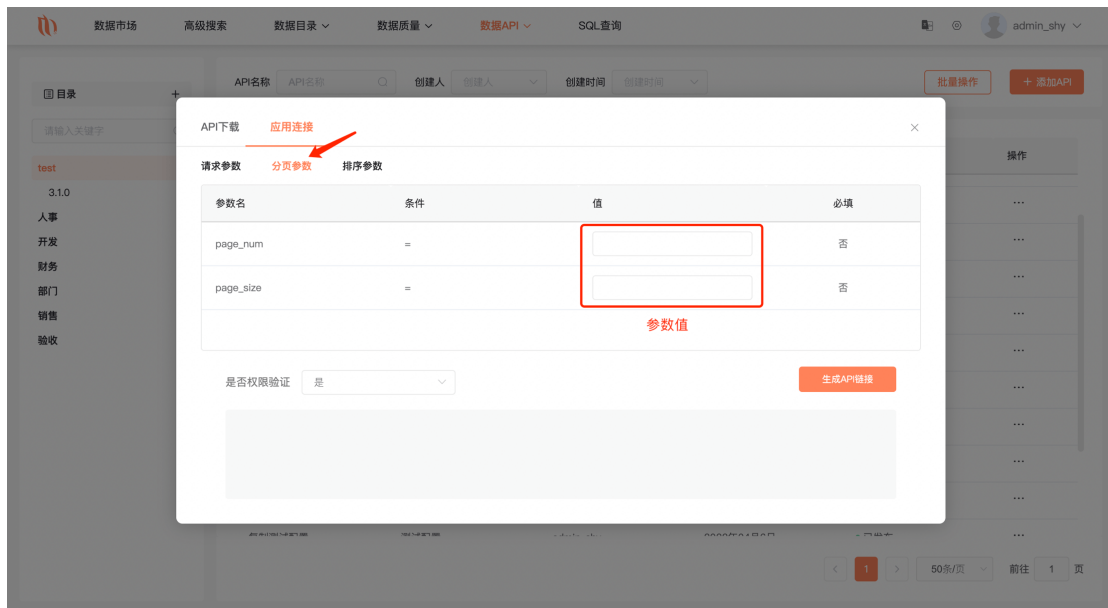 数据市场 高级搜索 数据目录 数据质量 数据API SQL查询 admin_shy
目录 + API名称 API名称 创建人 创建人 创建时间 创建时间 批量操作 + 添加API
请输入关键字
API下载 应用连接
test
请求参数 分页参数 排序参数
操作
3.1.0
人事
开发
财务
部门
销售
验收
参数名 条件 值 必填
page_num = 否
page_size = 否
参数值
是否权限验证 是 生成API链接
1 50条/页 前往 1 页